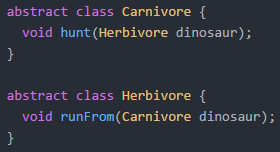 abstract class Carnivore {
  void hunt(Herbivore dinosaur);
}

abstract class Herbivore {
  void runFrom(Carnivore dinosaur);
}